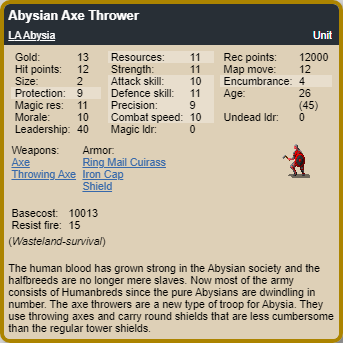 Abysian Axe Thrower
LA Abysia Unit
Gold: 13 Resources: 11 Rec points: 12000
Hit points: 12 Strength: 11 Map move: 12
Size: 2 Attack skill: 10 Encumbrance: 4
Protection: 9 Defence skill: 11 Age: 26
Magic res: 11 Precision: 9 (45)
Morale: 10 Combat speed: 10 Undead ldr: 0
Leadership: 40 Magic ldr: 0
Weapons: Armor:
Axe Ring Mail Cuirass
Throwing Axe Iron Cap
Shield
Basecost: 10013
Resist fire: 15
(Wasteland-survival)
The human blood has grown strong in the Abysian society and the
halfbreeds are no longer mere slaves. Now most of the army
consists of Humanbreds since the pure Abysians are dwindling in
number. The axe throwers are a new type of troop for Abysia. They
use throwing axes and carry round shields that are less cumbersome
than the regular tower shields.